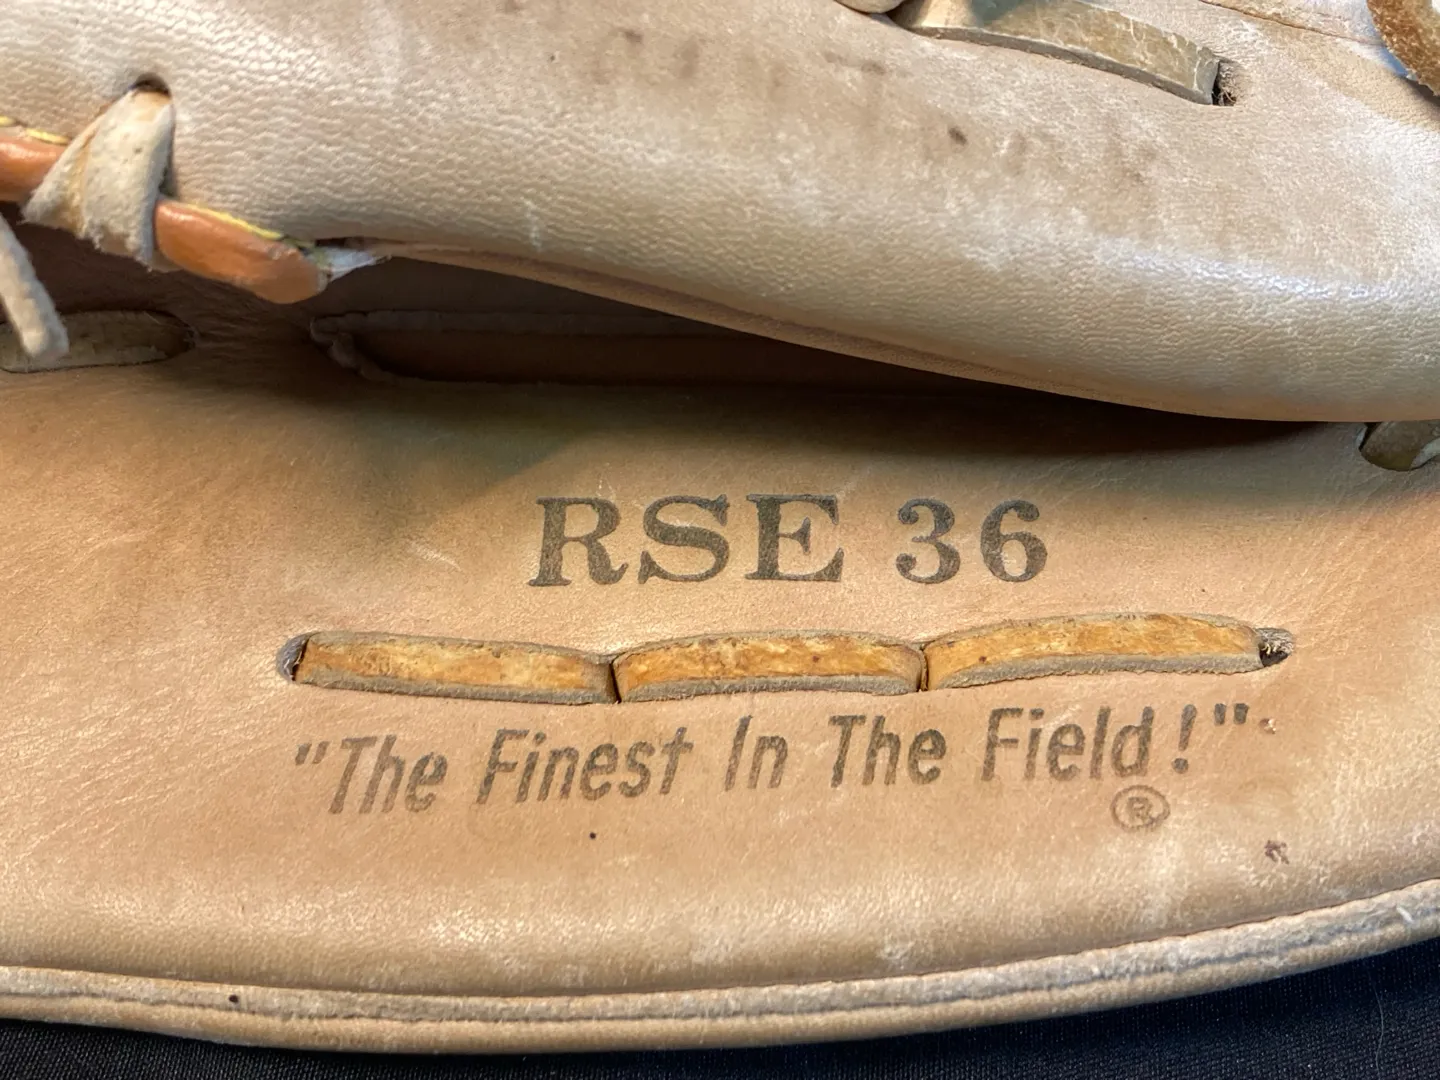 RSE 36
"The Finest In The Field!"
®